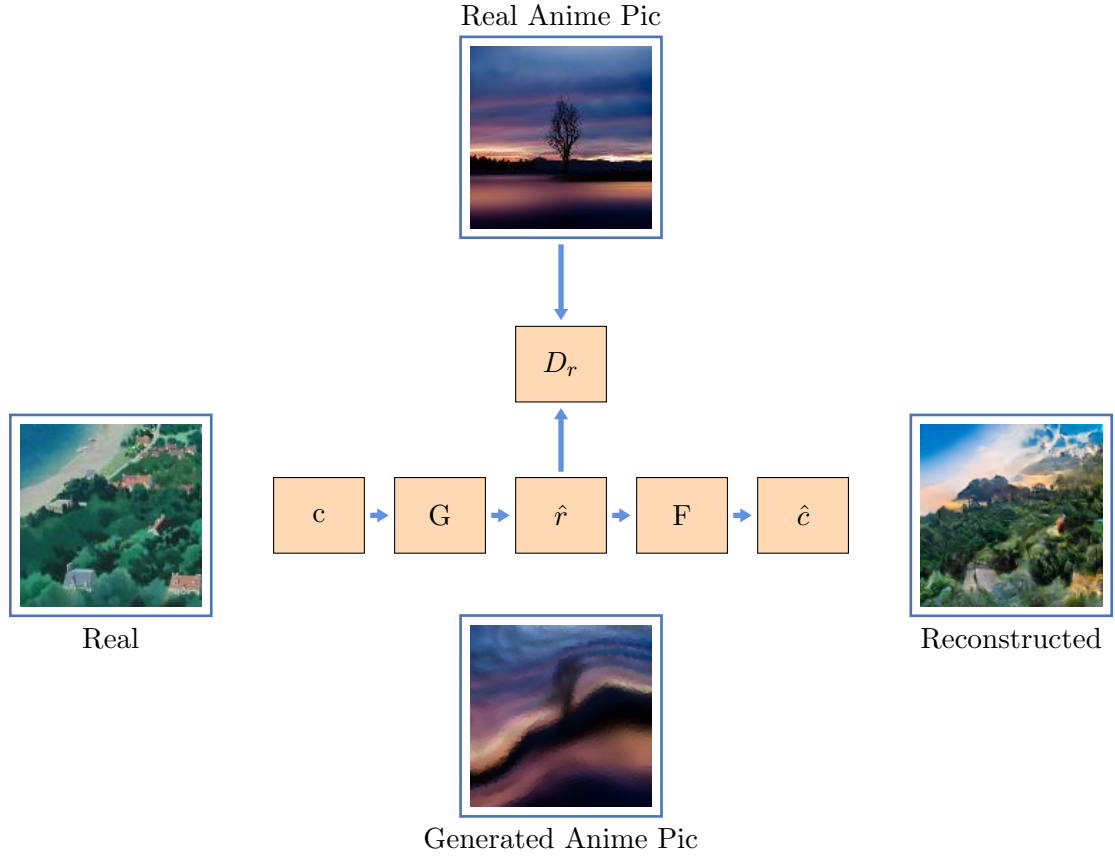 Real Anime Pic
D_r
c G r̂ F ĉ
Real
Reconstructed
Generated Anime Pic